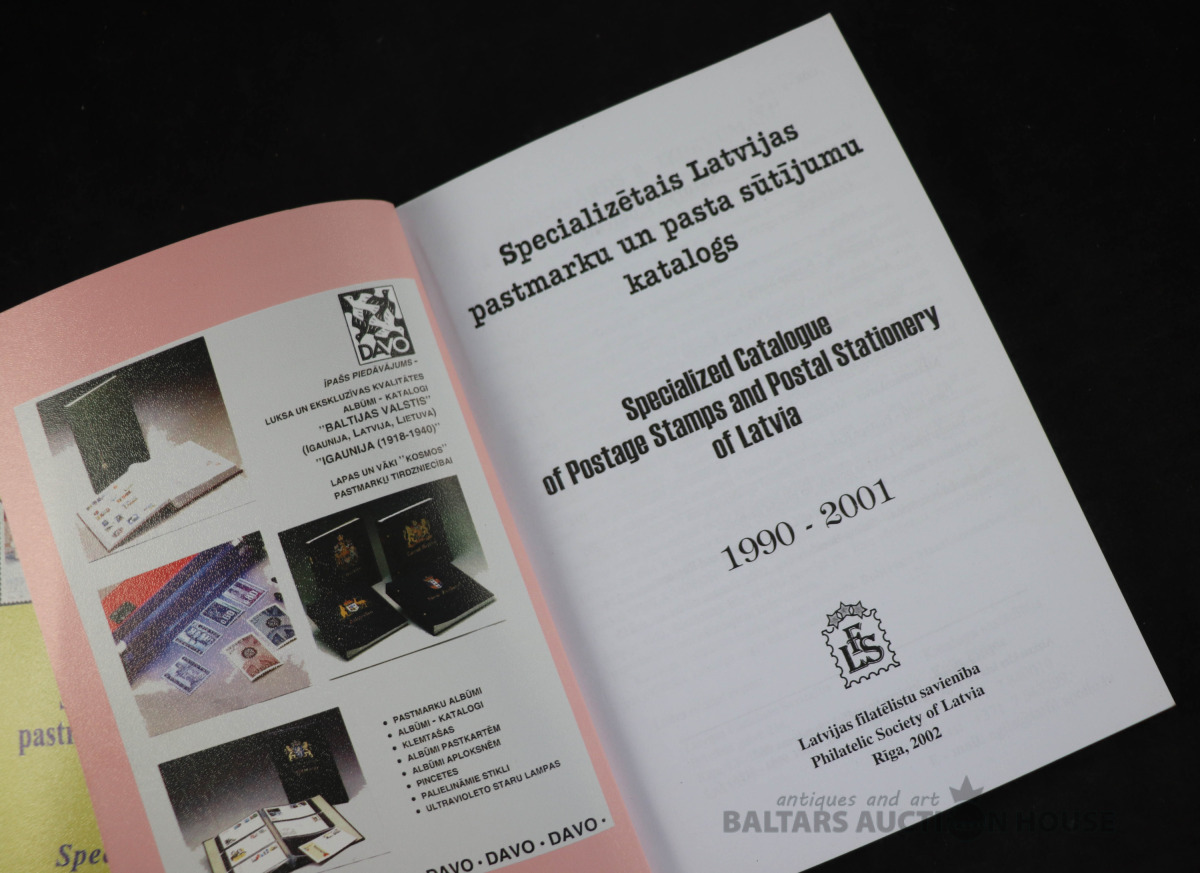 DAVO
ĪPAŠS PIEDĀVĀJUMS -
LUKSA UN EKSKLUZĪVAS KVALITĀTES
ALBŪMI - KATALOGI
"BALTIJAS VALSTIS"
(IGAUNIJA, LATVIJA, LIETUVA)
"IGAUNIJA (1918-1940)"
LAPAS UN VĀKI "KOSMOS"
PASTMARKU TIRDZNIECĪBAI
• PASTMARKU ALBŪMI
• ALBŪMI - KATALOGI
• KLEMTAŠAS
• ALBŪMI PASTKARTĒM
• ALBŪMI APLOKSNĒM
• PINCETES
• PALIELINĀMIE STIKLI
• ULTRAVIOLETO STARU LAMPAS
DAVO · DAVO · DAVO ·
Specializētais Latvijas
pastmarku un pasta sūtījumu
katalogs
Specialized Catalogue
of Postage Stamps and Postal Stationery
of Latvia
1990 - 2001
LFS
Latvijas filatēlistu savienība
Philatelic Society of Latvia
Rīga, 2002
antiques and art
BALTARS AUCTION HOUSE